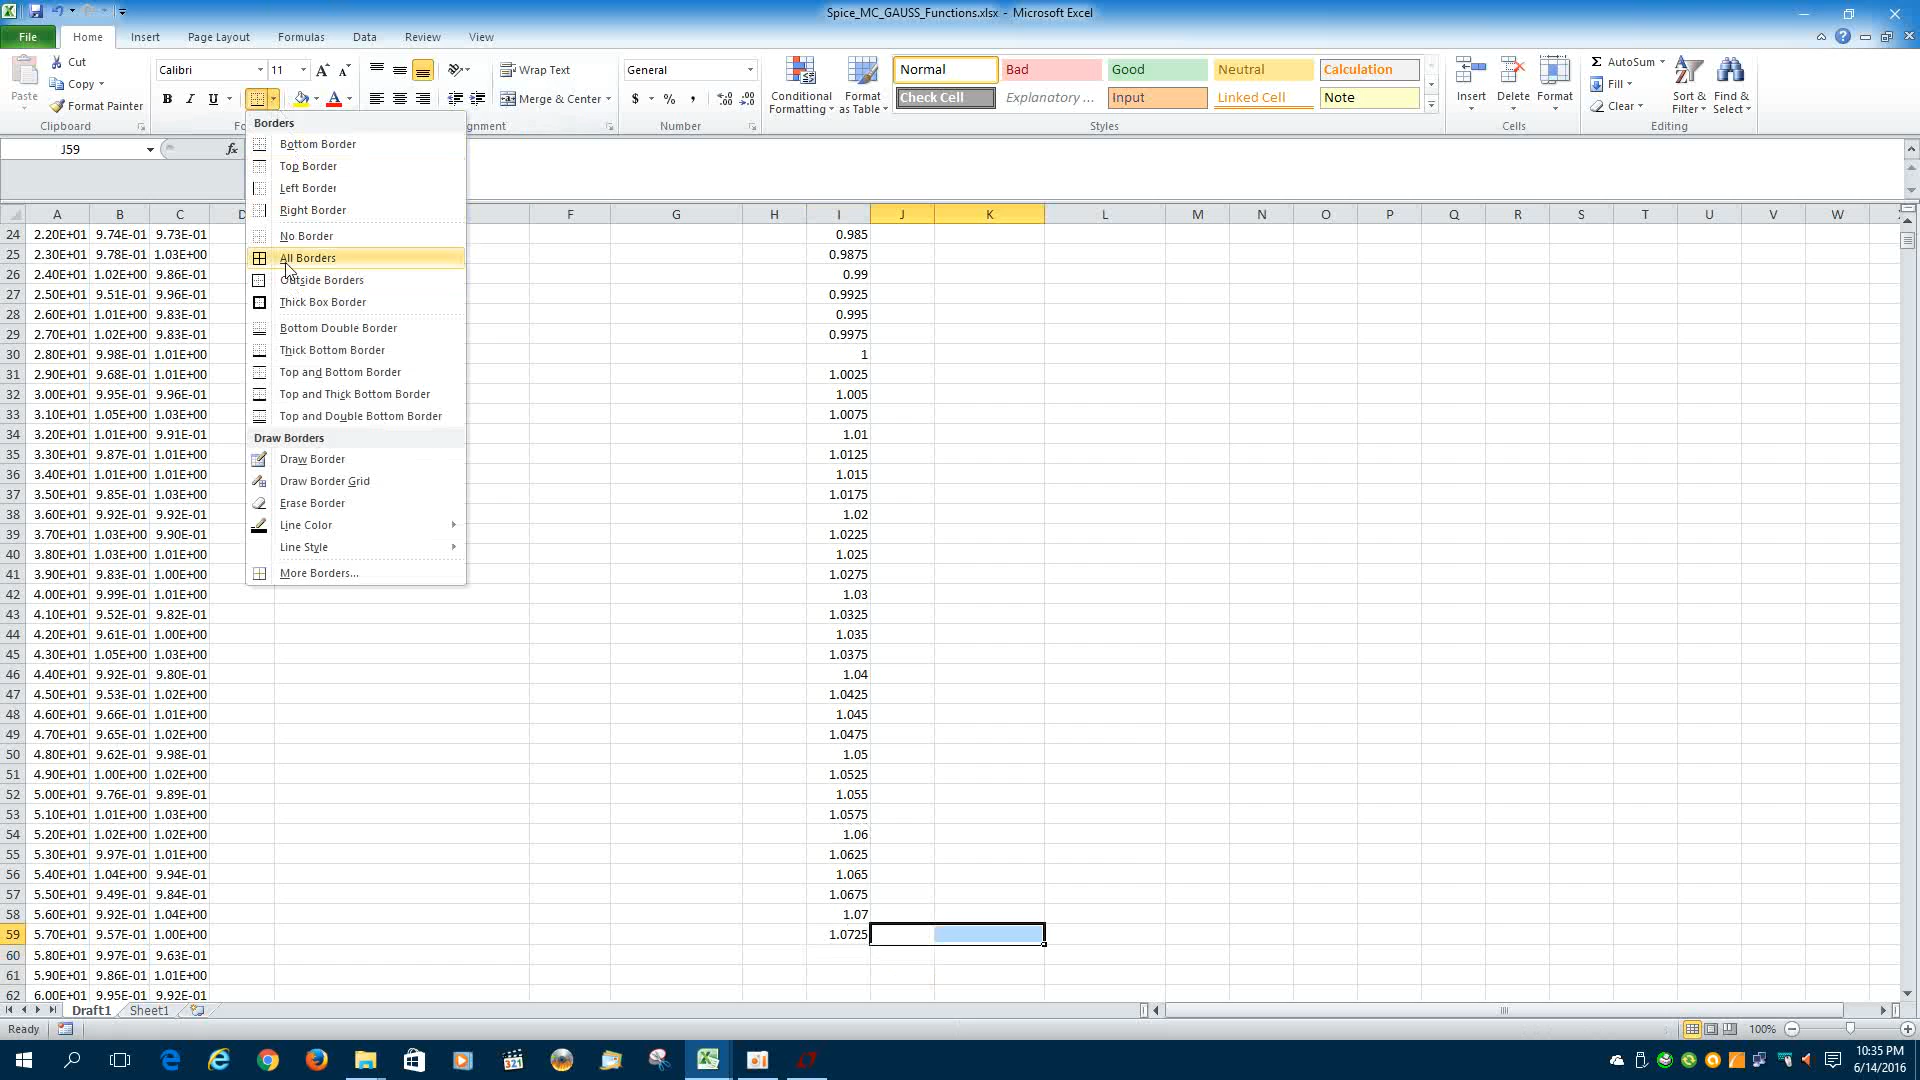 Spice_MC_GAUSS_Functions.xlsx - Microsoft Excel
File Home Insert Page Layout Formulas Data Review View
Paste
Cut
Copy
Format Painter
Clipboard
Calibri 11
B I U
Wrap Text
Merge & Center
General
$ % ,
Number
Conditional Formatting
Format as Table
Normal Bad Good Neutral Calculation
Check Cell Explanatory ... Input Linked Cell Note
Styles
Insert Delete Format
Cells
AutoSum
Fill
Clear
Sort & Filter
Find & Select
Editing
J59
fx
Borders
Bottom Border
Top Border
Left Border
Right Border
No Border
All Borders
Outside Borders
Thick Box Border
Bottom Double Border
Thick Bottom Border
Top and Bottom Border
Top and Thick Bottom Border
Top and Double Bottom Border
Draw Borders
Draw Border
Draw Border Grid
Erase Border
Line Color
Line Style
More Borders...
A B C D F G H I J K L M N O P Q R S T U V W
24 2.20E+01 9.74E-01 9.73E-01 0.985
25 2.30E+01 9.78E-01 1.03E+00 0.9875
26 2.40E+01 1.02E+00 9.86E-01 0.99
27 2.50E+01 9.51E-01 9.96E-01 0.9925
28 2.60E+01 1.01E+00 9.83E-01 0.995
29 2.70E+01 1.02E+00 9.83E-01 0.9975
30 2.80E+01 9.98E-01 1.01E+00 1
31 2.90E+01 9.68E-01 1.01E+00 1.0025
32 3.00E+01 9.95E-01 9.96E-01 1.005
33 3.10E+01 1.05E+00 1.03E+00 1.0075
34 3.20E+01 1.01E+00 9.91E-01 1.01
35 3.30E+01 9.87E-01 1.01E+00 1.0125
36 3.40E+01 1.01E+00 1.01E+00 1.015
37 3.50E+01 9.85E-01 1.03E+00 1.0175
38 3.60E+01 9.92E-01 9.92E-01 1.02
39 3.70E+01 1.03E+00 9.90E-01 1.0225
40 3.80E+01 1.03E+00 1.01E+00 1.025
41 3.90E+01 9.83E-01 1.00E+00 1.0275
42 4.00E+01 9.99E-01 1.01E+00 1.03
43 4.10E+01 9.52E-01 9.82E-01 1.0325
44 4.20E+01 9.61E-01 1.00E+00 1.035
45 4.30E+01 1.05E+00 1.03E+00 1.0375
46 4.40E+01 9.92E-01 9.80E-01 1.04
47 4.50E+01 9.53E-01 1.02E+00 1.0425
48 4.60E+01 9.66E-01 1.01E+00 1.045
49 4.70E+01 9.65E-01 1.02E+00 1.0475
50 4.80E+01 9.62E-01 9.98E-01 1.05
51 4.90E+01 1.00E+00 1.02E+00 1.0525
52 5.00E+01 9.76E-01 9.89E-01 1.055
53 5.10E+01 1.01E+00 1.03E+00 1.0575
54 5.20E+01 1.02E+00 1.02E+00 1.06
55 5.30E+01 9.97E-01 1.01E+00 1.0625
56 5.40E+01 1.04E+00 9.94E-01 1.065
57 5.50E+01 9.49E-01 9.84E-01 1.0675
58 5.60E+01 9.92E-01 1.04E+00 1.07
59 5.70E+01 9.57E-01 1.00E+00 1.0725
60 5.80E+01 9.97E-01 9.63E-01
61 5.90E+01 9.86E-01 1.01E+00
62 6.00E+01 9.95E-01 9.92E-01
Draft1 Sheet1
Ready 100%
10:35 PM
6/14/2016